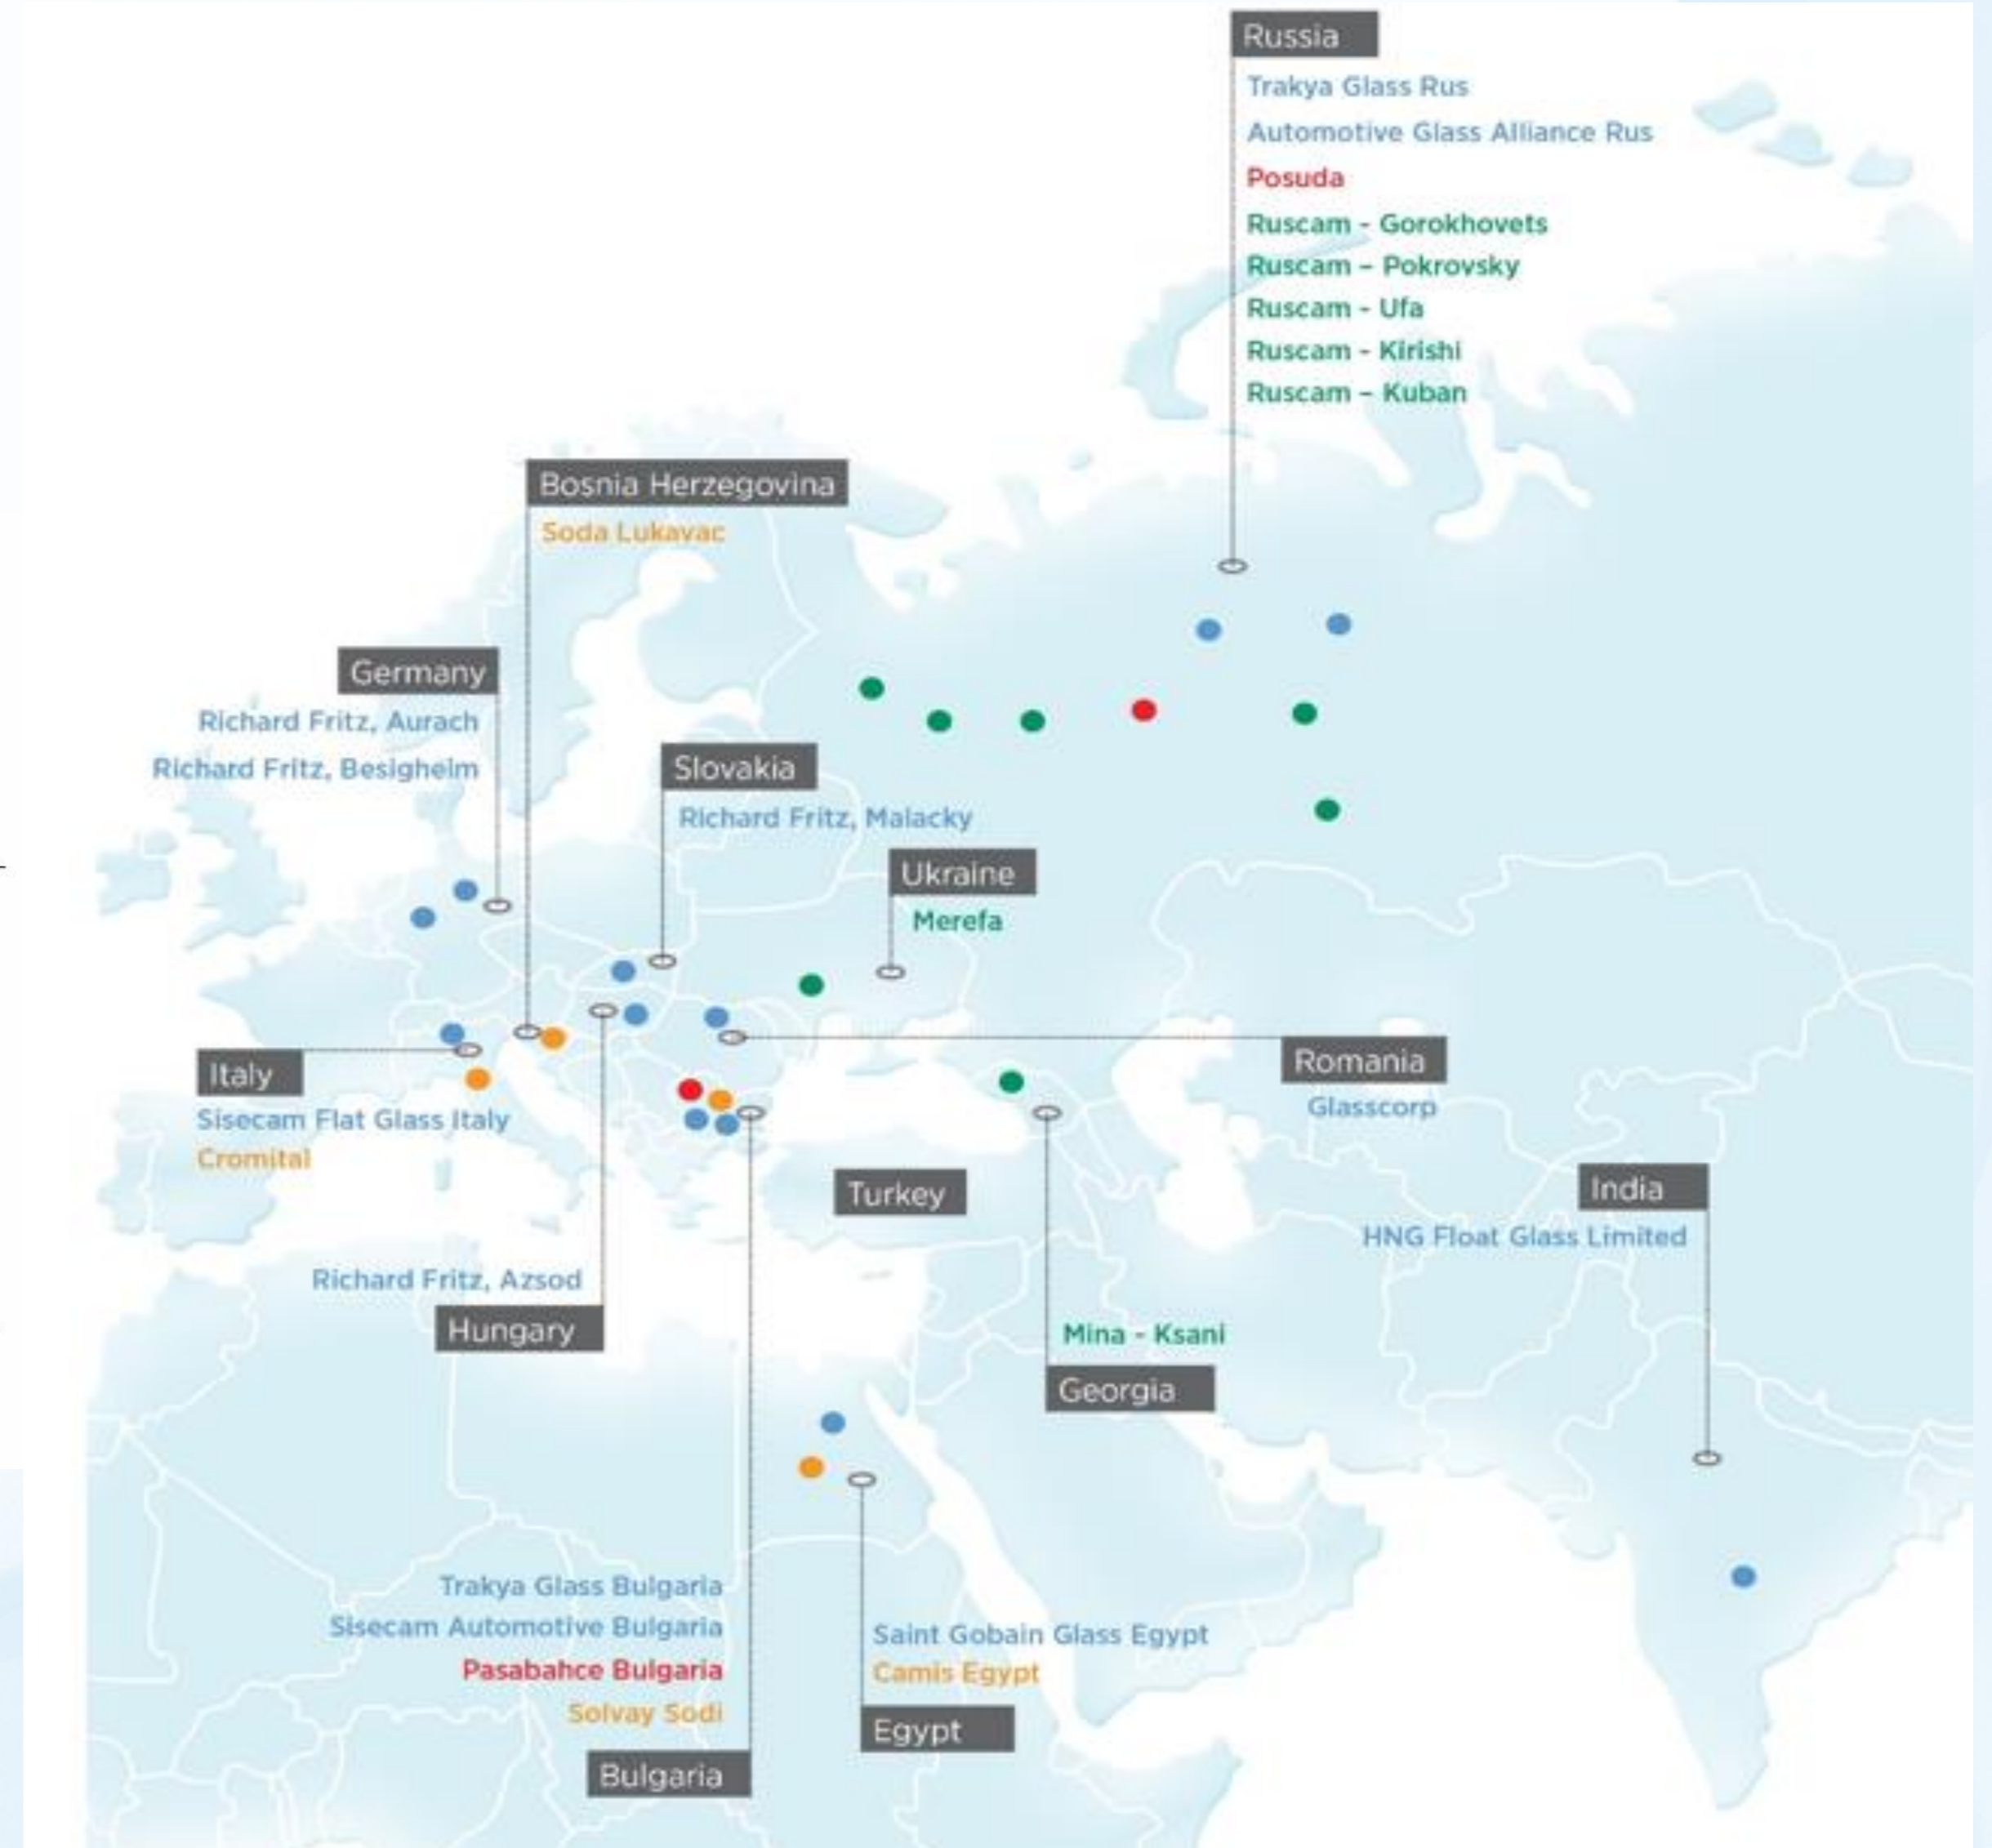 Russia
Trakya Glass Rus
Automotive Glass Alliance Rus
Posuda
Ruscam - Gorokhovets
Ruscam – Pokrovsky
Ruscam - Ufa
Ruscam - Kirishi
Ruscam – Kuban
Bosnia Herzegovina
Soda Lukavac
Germany
Richard Fritz, Aurach
Richard Fritz, Besigheim
Slovakia
Richard Fritz, Malacky
Ukraine
Merefa
Italy
Sisecam Flat Glass Italy
Cromital
Romania
Glasscorp
Turkey
India
HNG Float Glass Limited
Richard Fritz, Azsod
Hungary
Mina - Ksani
Georgia
Trakya Glass Bulgaria
Sisecam Automotive Bulgaria
Pasabahce Bulgaria
Solvay Sodi
Bulgaria
Saint Gobain Glass Egypt
Camis Egypt
Egypt